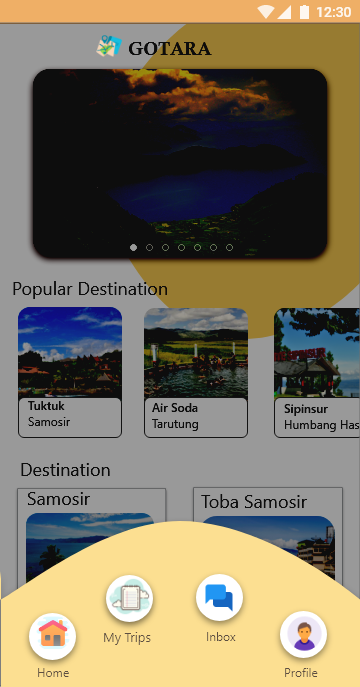 12:30
GOTARA
Popular Destination
Tuktuk
Samosir
Air Soda
Tarutung
Sipinsur
Humbang Has
Destination
Samosir
Toba Samosir
My Trips
Inbox
Home
Profile